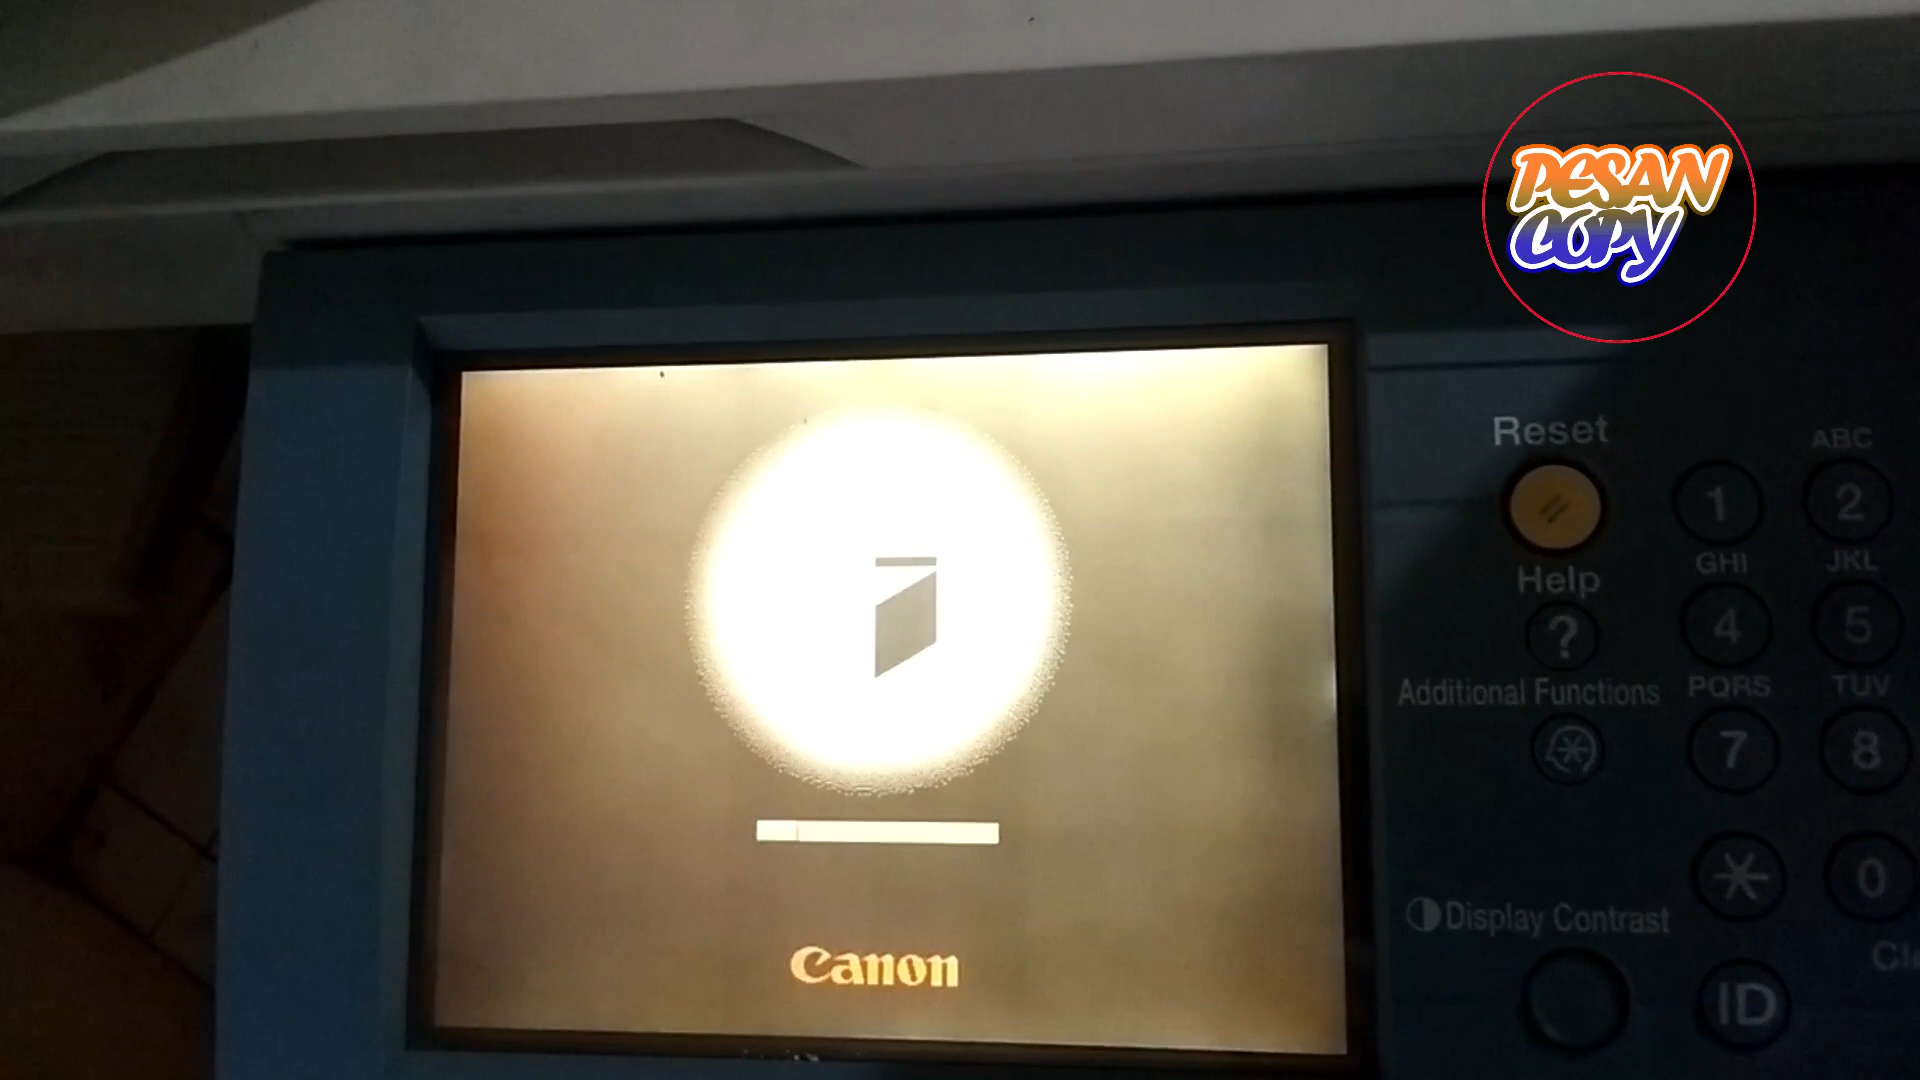 PESAN
COPY
Reset
ABC
1
2
Help
GHI
JKL
?
4
5
Additional Functions
PQRS
TUV
7
8
*
0
Display Contrast
ID
Canon